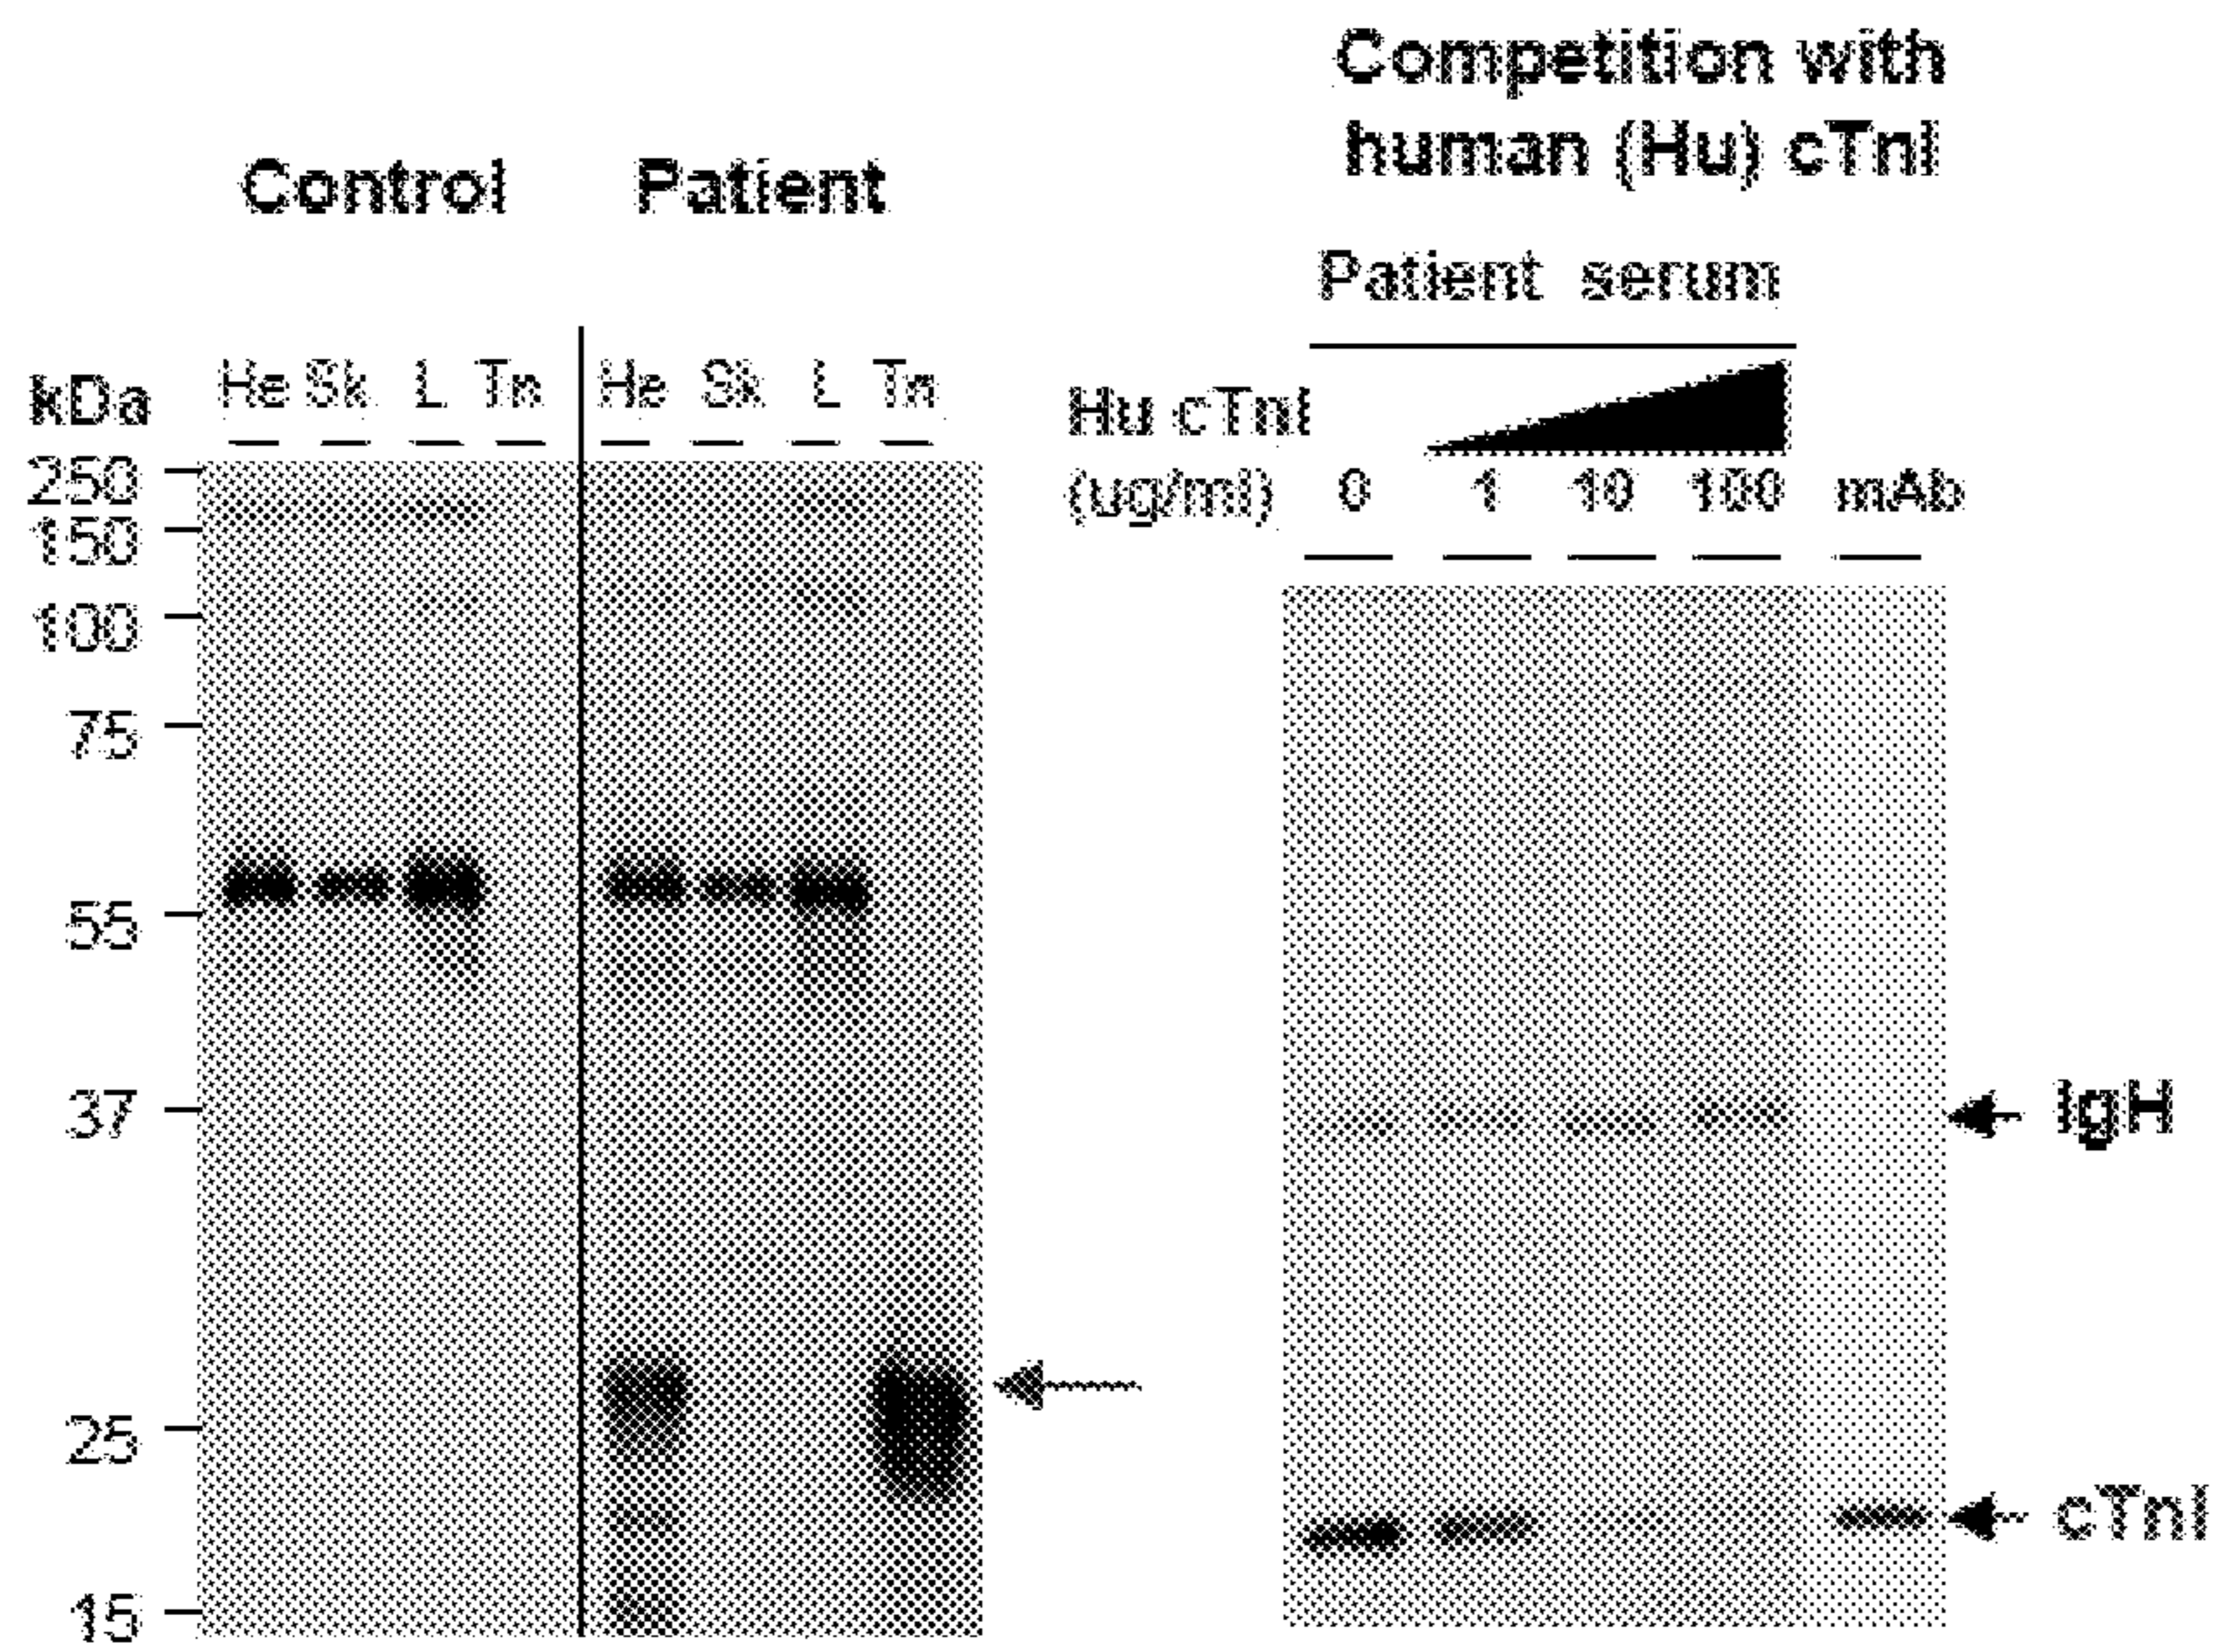 Competition with
human (Hu) cTnI
Control Patient
Patient serum
kDa He Sk L Tn He Sk L Tn
Hu cTnI
(ug/ml) 0 1 10 100 mAb
250
150
100
75
55
37
IgH
25
cTnI
15